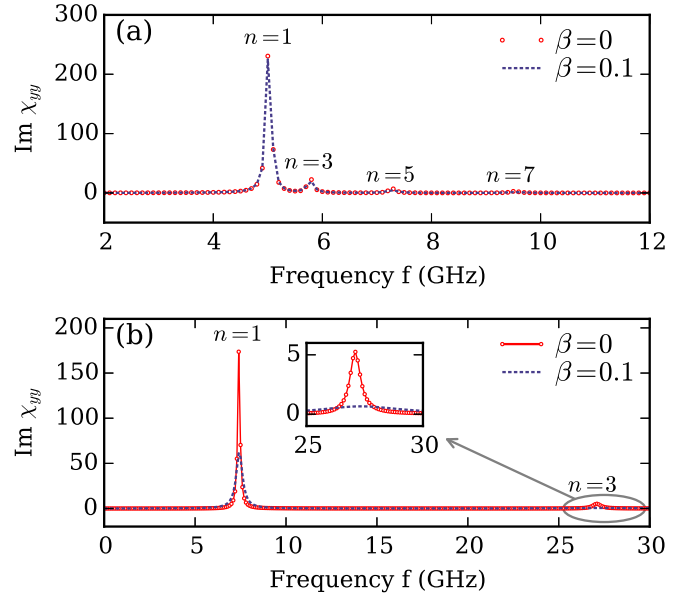 (a)
n=1
n=3
n=5
n=7
β=0
β=0.1
Im χyy
300
200
100
0
2 4 6 8 10 12
Frequency f (GHz)
(b)
n=1
n=3
β=0
β=0.1
Im χyy
200
150
100
50
0
5
0
25 30
0 5 10 15 20 25 30
Frequency f (GHz)